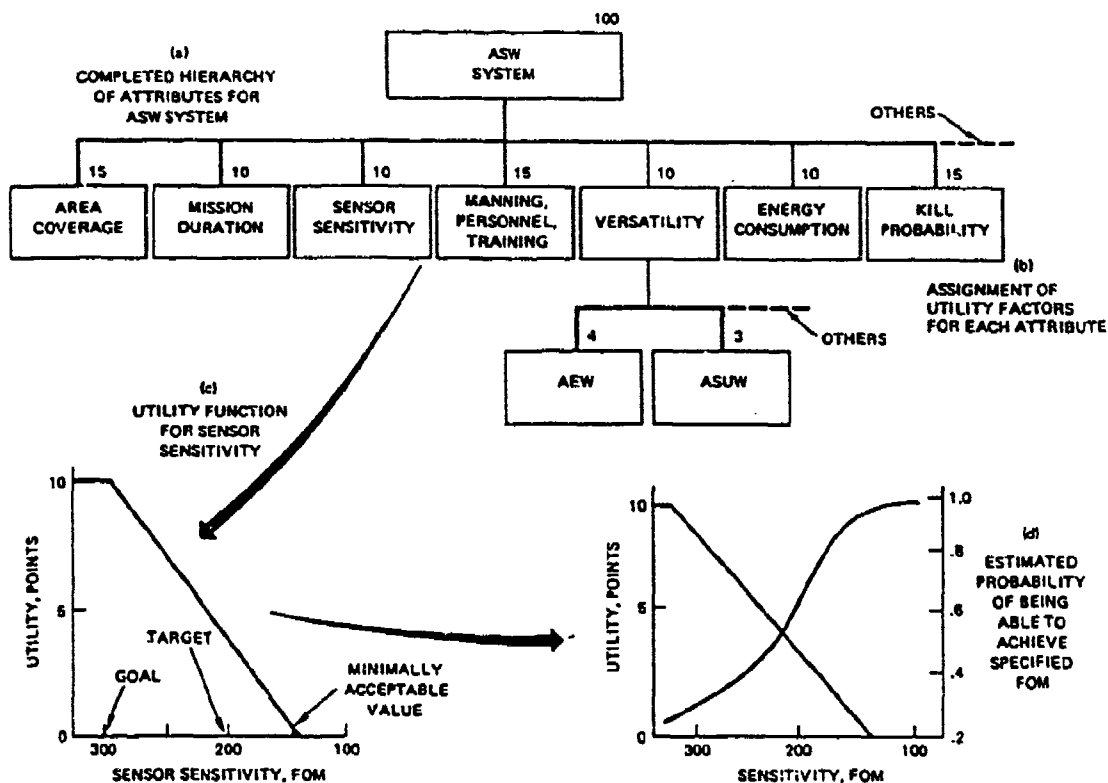 (a)
COMPLETED HIERARCHY
OF ATTRIBUTES FOR
ASW SYSTEM
100
ASW
SYSTEM
OTHERS
15
10
10
15
10
10
15
AREA
COVERAGE
MISSION
DURATION
SENSOR
SENSITIVITY
MANNING,
PERSONNEL,
TRAINING
VERSATILITY
ENERGY
CONSUMPTION
KILL
PROBABILITY
(b)
ASSIGNMENT OF
UTILITY FACTORS
FOR EACH ATTRIBUTE
OTHERS
4
3
AEW
ASUW
(c)
UTILITY FUNCTION
FOR SENSOR
SENSITIVITY
UTILITY, POINTS
10
5
0
TARGET
GOAL
MINIMALLY
ACCEPTABLE
VALUE
300
200
100
SENSOR SENSITIVITY, FOM
UTILITY, POINTS
10
5
0
1.0
.8
.6
.4
.2
300
200
100
SENSITIVITY, FOM
(d)
ESTIMATED
PROBABILITY
OF BEING
ABLE TO
ACHIEVE
SPECIFIED
FOM